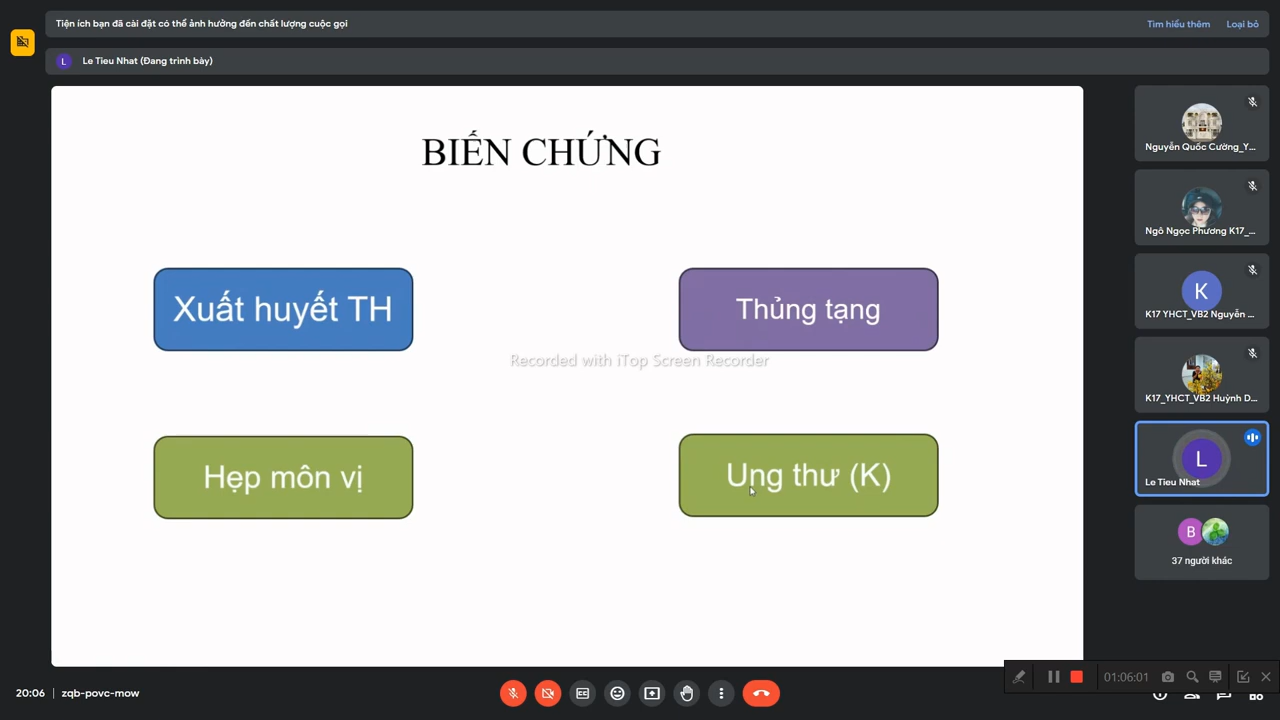 Tiện ích bạn đã cài đặt có thể ảnh hưởng đến chất lượng cuộc gọi
Tìm hiểu thêm
Loại bỏ
L
Le Tieu Nhat (Đang trình bày)
BIẾN CHỨNG
Xuất huyết TH
Thủng tạng
Recorded with iTop Screen Recorder
Hẹp môn vị
Ung thư (K)
Nguyễn Quốc Cường_Y...
Ngô Ngọc Phương K17_...
K
K17 YHCT_VB2 Nguyễn ...
K17_YHCT_VB2 Huỳnh D...
L
Le Tieu Nhat
B
37 người khác
20:06 | zqb-povc-mow
01:06:01